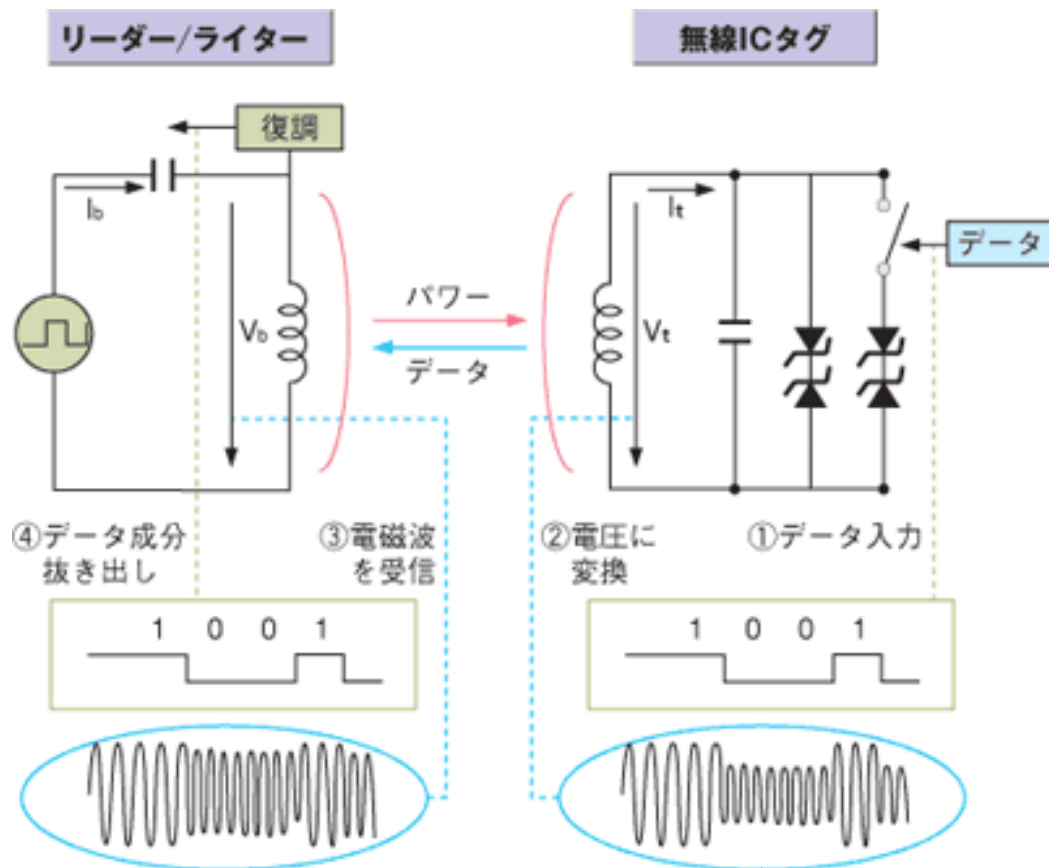 リーダー/ライター
無線ICタグ
復調
Ib
Vb
パワー
データ
It
Vt
データ
④データ成分
抜き出し
③電磁波
を受信
②電圧に
変換
①データ入力
1 0 0 1
1 0 0 1